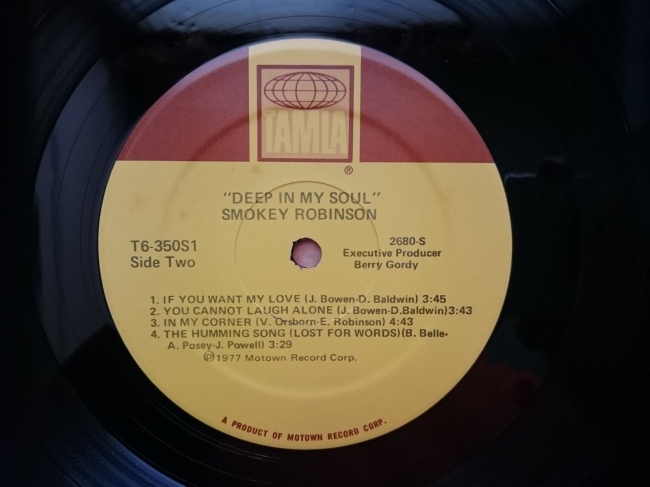 TAMLA
®
"DEEP IN MY SOUL"
SMOKEY ROBINSON
T6-350S1
Side Two
2680-S
Executive Producer
Berry Gordy
1. IF YOU WANT MY LOVE (J. Bowen-D. Baldwin) 3:45
2. YOU CANNOT LAUGH ALONE (J. Bowen-D.Baldwin)3:43
3. IN MY CORNER (V. Orsborn-E. Robinson) 4:43
4. THE HUMMING SONG (LOST FOR WORDS)(B. Belle-
A. Posey-J. Powell) 3:29
℗1977 Motown Record Corp.
A PRODUCT OF MOTOWN RECORD CORP.